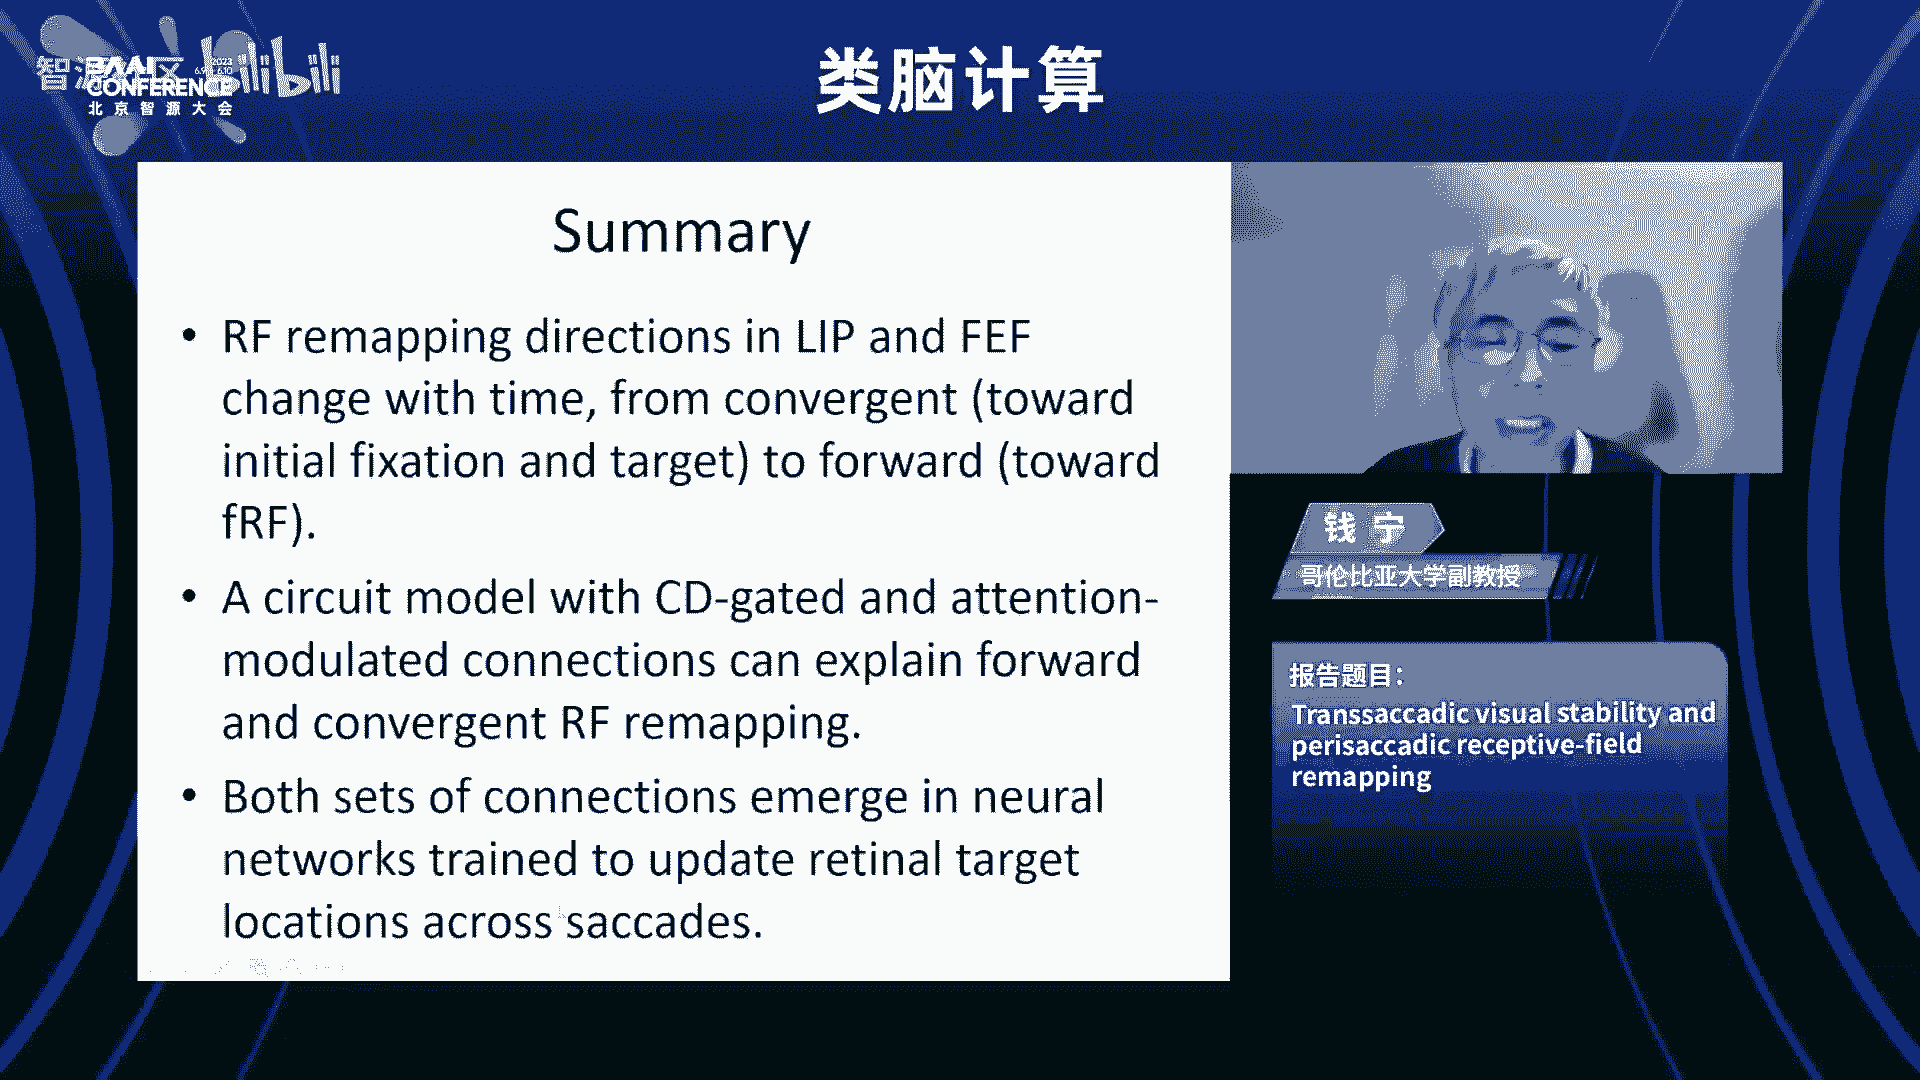 类脑计算
智源 区 bilibili
BAAI 2023
CONFERENCE
北京智源大会
Summary
• RF remapping directions in LIP and FEF
change with time, from convergent (toward
initial fixation and target) to forward (toward
fRF).
• A circuit model with CD-gated and attention-
modulated connections can explain forward
and convergent RF remapping.
• Both sets of connections emerge in neural
networks trained to update retinal target
locations across saccades.
钱 宁
哥伦比亚大学副教授
报告题目：
Transsaccadic visual stability and
perisaccadic receptive-field
remapping